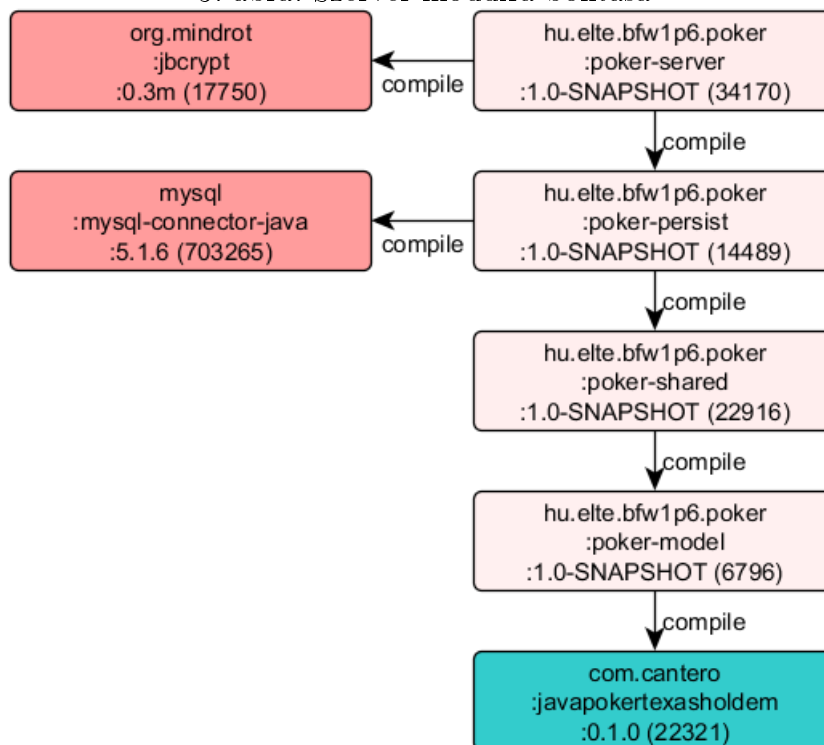 org.mindrot
:jbcrypt
:0.3m (17750)
compile
hu.elte.bfw1p6.poker
:poker-server
:1.0-SNAPSHOT (34170)
compile
mysql
:mysql-connector-java
:5.1.6 (703265)
compile
hu.elte.bfw1p6.poker
:poker-persist
:1.0-SNAPSHOT (14489)
compile
hu.elte.bfw1p6.poker
:poker-shared
:1.0-SNAPSHOT (22916)
compile
hu.elte.bfw1p6.poker
:poker-model
:1.0-SNAPSHOT (6796)
compile
com.cantero
:javapokertexasholdem
:0.1.0 (22321)